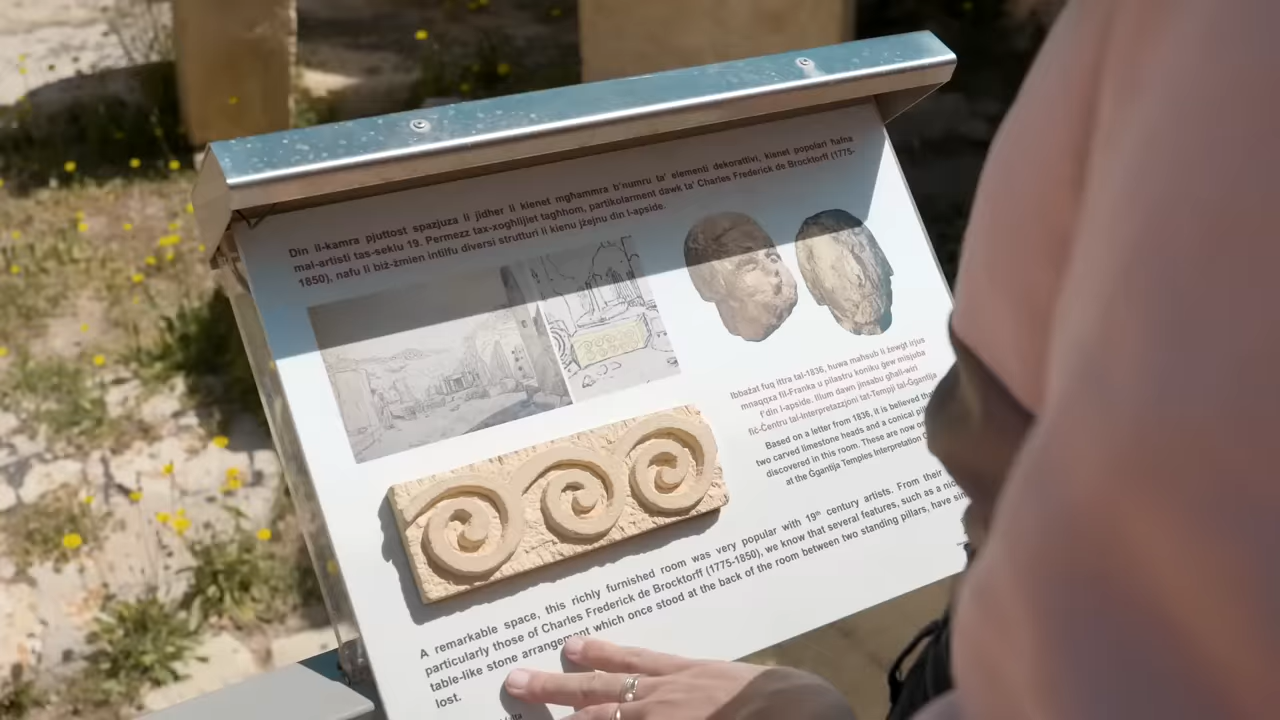 Din il-kamra pjuttost spazjuza li jidher li kienet mgħammra b'numru ta' elementi dekorattivi, kienet popolari ħafna
mal-artisti tas-seklu 19. Permezz tax-xogħlijiet tagħhom, partikolarment dawk ta' Charles Frederick de Brocktorff (1775-
1850), nafu li biż-żmien intilfu diversi strutturi li kienu jżejnu din l-apside.
Ibbażat fuq ittra tal-1836, huwa maħsub li żewġt irjus
mnaqqxa fil-Franka u pilastru koniku ġew misjuba
f'din l-apside. Illum dawn jinsabu għall-wiri
fiċ-Ċentru tal-Interpretazzjoni tat-Tempji tal-Ġgantija
Based on a letter from 1836, it is believed that
two carved limestone heads and a conical
discovered in this room. These are now on
at the Ġgantija Temples Interpretation
A remarkable space, this richly furnished room was very popular with 19th century artists. From their
particularly those of Charles Frederick de Brocktorff (1775-1850), we know that several features, such as a
table-like stone arrangement which once stood at the back of the room between two standing pillars, have
lost.